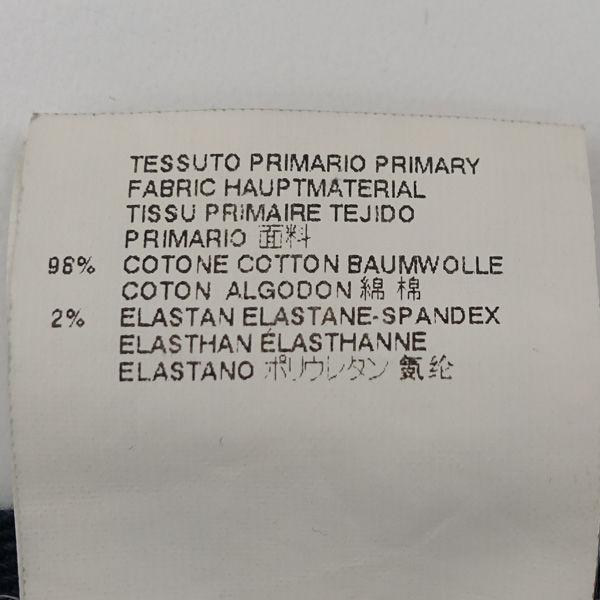 TESSUTO PRIMARIO PRIMARY
FABRIC HAUPTMATERIAL
TISSU PRIMAIRE TEJIDO
PRIMARIO 面料
98% COTONE COTTON BAUMWOLLE
COTON ALGODON 綿 棉
2% ELASTAN ELASTANE-SPANDEX
ELASTHAN ÉLASTHANNE
ELASTANO ポリウレタン 氨纶